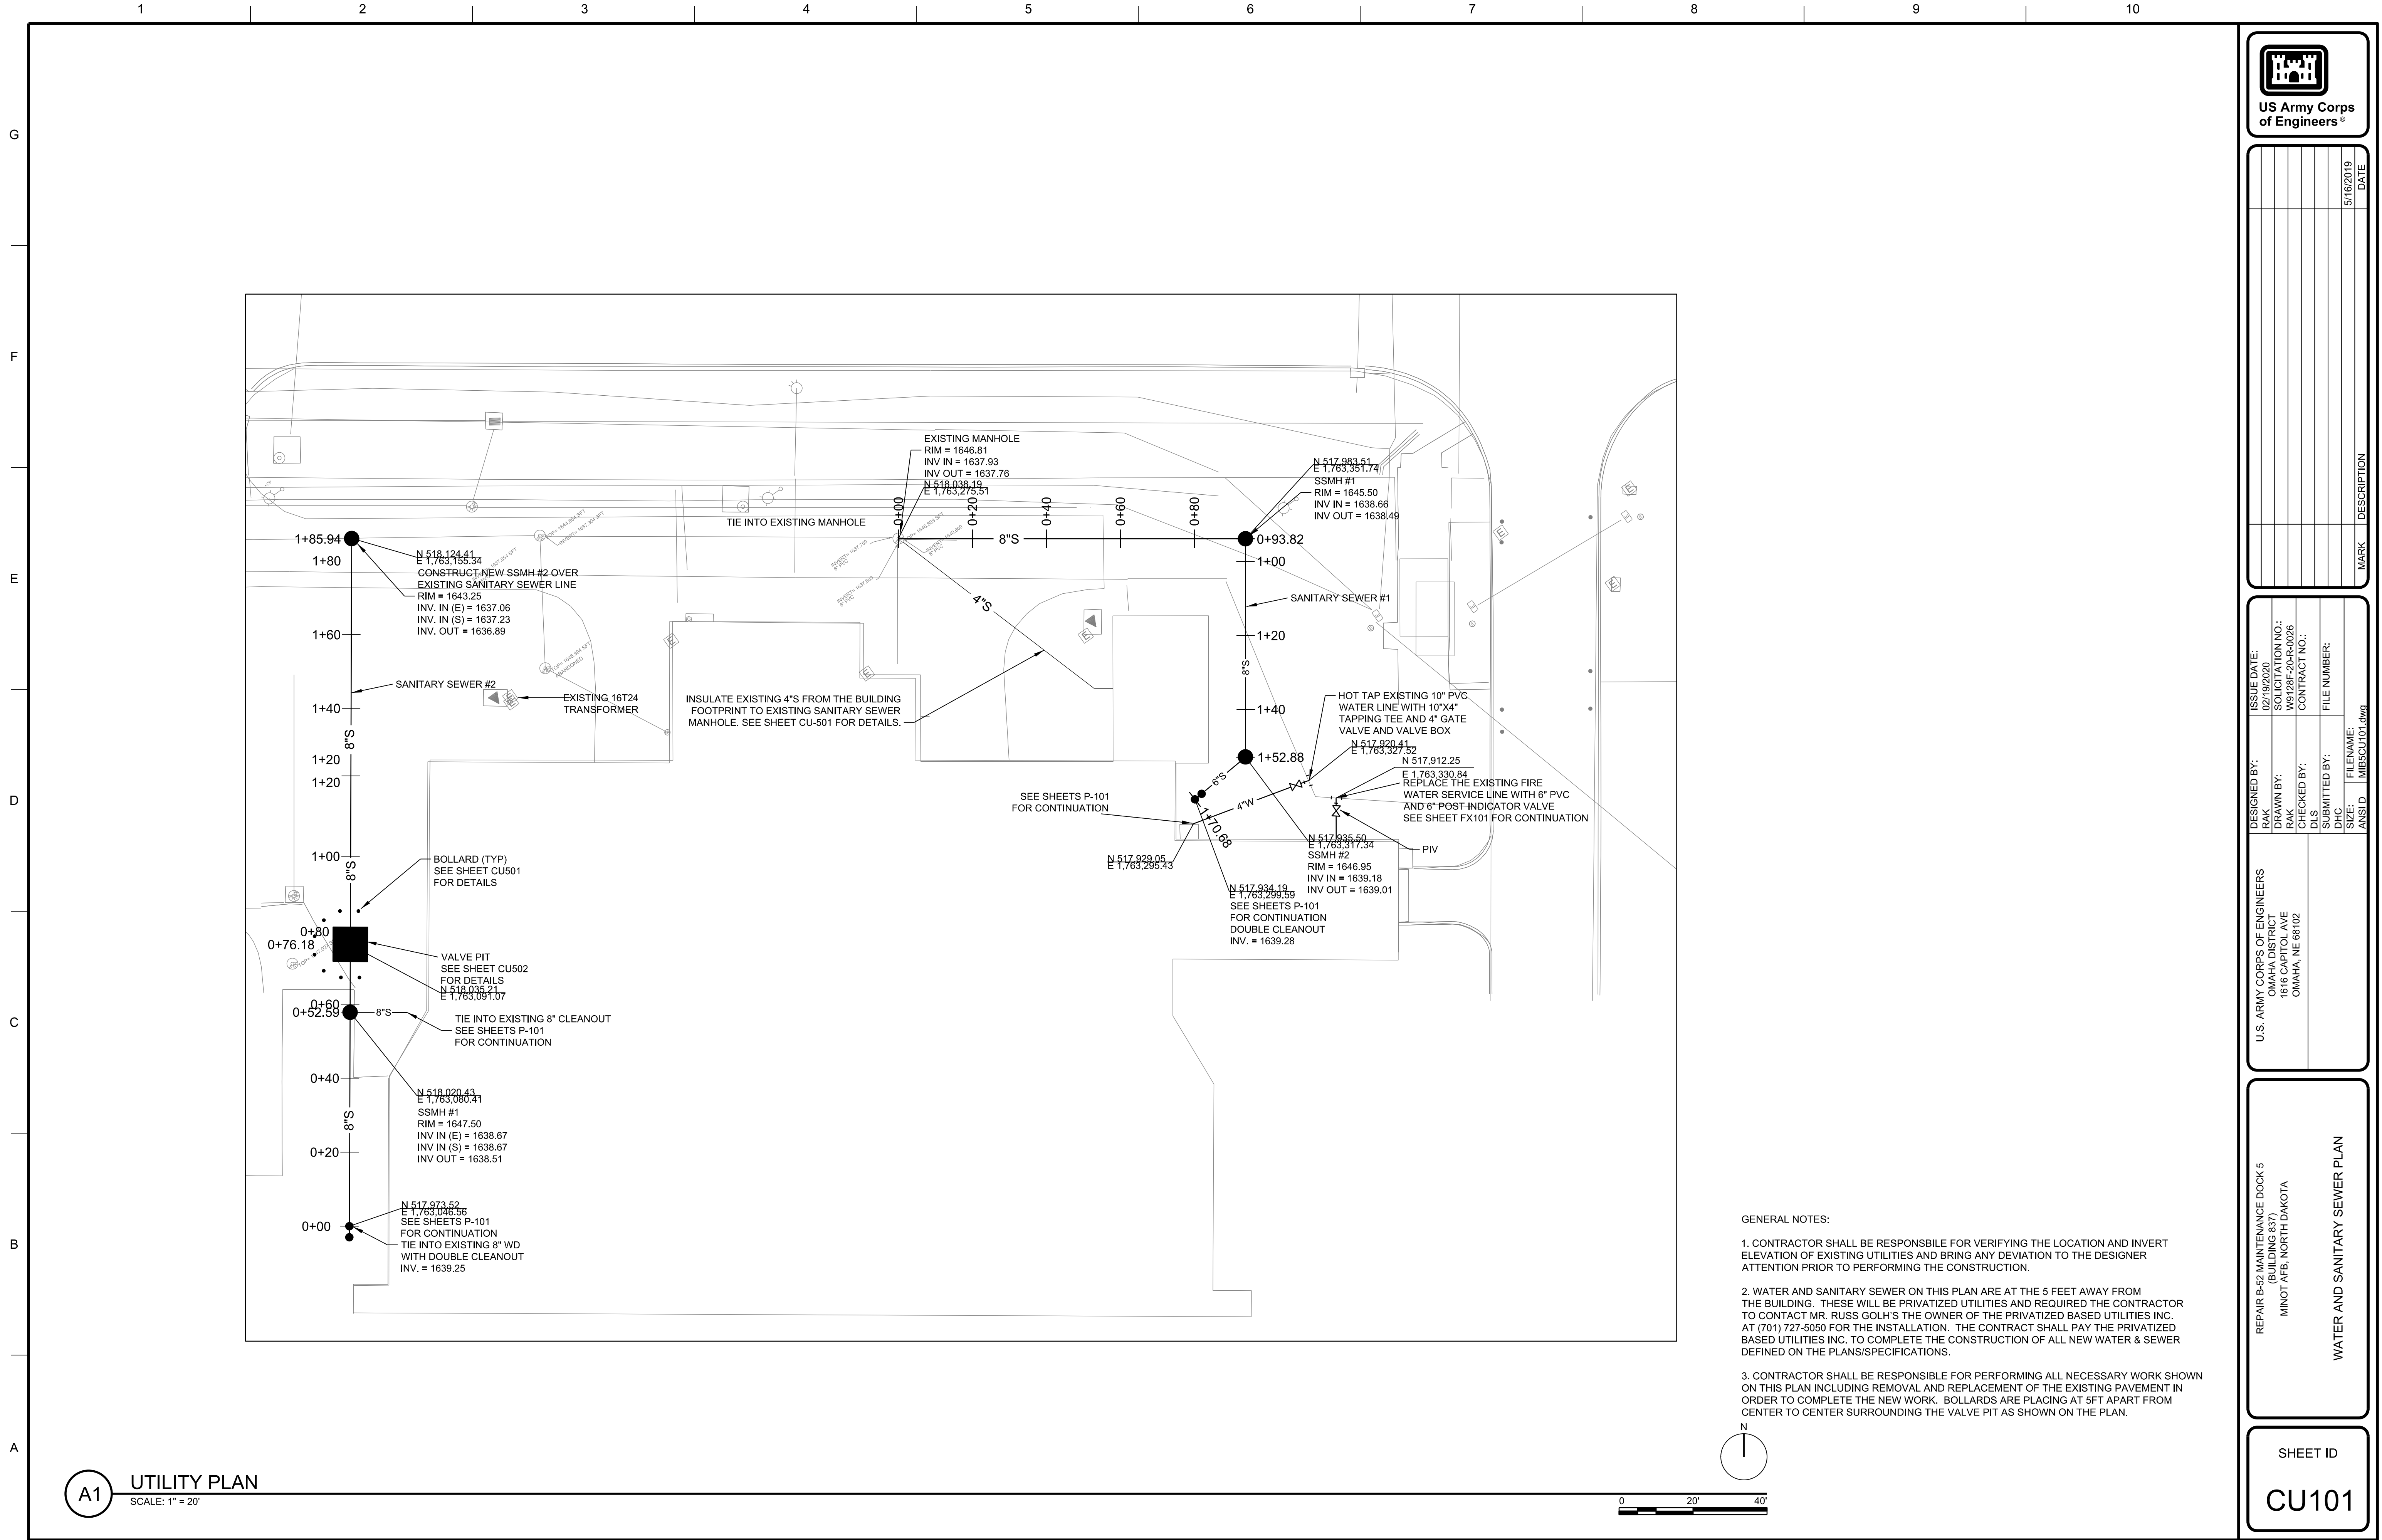 1 2 3 4 5 6 7 8 9 10
G
F
E
D
C
B
A
EXISTING MANHOLE
RIM = 1646.81
INV IN = 1637.93
INV OUT = 1637.76
N 518,038.19
E 1,763,275.51
TIE INTO EXISTING MANHOLE
0+00
0+20
0+40
0+60
0+80
8"S
N 517,983.51
E 1,763,351.74
SSMH #1
RIM = 1645.50
INV IN = 1638.66
INV OUT = 1638.49
0+93.82
1+00
SANITARY SEWER #1
1+20
8"S
1+40
1+52.88
4"S
1+85.94
1+80
N 518,124.41
E 1,763,155.34
CONSTRUCT NEW SSMH #2 OVER
EXISTING SANITARY SEWER LINE
RIM = 1643.25
INV. IN (E) = 1637.06
INV. IN (S) = 1637.23
INV. OUT = 1636.89
1+60
SANITARY SEWER #2
1+40
8"S
1+20
1+20
EXISTING 16T24
TRANSFORMER
INSULATE EXISTING 4"S FROM THE BUILDING
FOOTPRINT TO EXISTING SANITARY SEWER
MANHOLE. SEE SHEET CU-501 FOR DETAILS.
HOT TAP EXISTING 10" PVC
WATER LINE WITH 10"X4"
TAPPING TEE AND 4" GATE
VALVE AND VALVE BOX
N 517,920.41
E 1,763,327.52
N 517,912.25
E 1,763,330.84
REPLACE THE EXISTING FIRE
WATER SERVICE LINE WITH 6" PVC
AND 6" POST INDICATOR VALVE
SEE SHEET FX101 FOR CONTINUATION
SEE SHEETS P-101
FOR CONTINUATION
6"S
4"W
1+70.68
PIV
N 517,929.05
E 1,763,295.43
N 517,935.50
E 1,763,317.34
SSMH #2
RIM = 1646.95
INV IN = 1639.18
INV OUT = 1639.01
N 517,934.19
E 1,763,299.59
SEE SHEETS P-101
FOR CONTINUATION
DOUBLE CLEANOUT
INV. = 1639.28
1+00
8"S
BOLLARD (TYP)
SEE SHEET CU501
FOR DETAILS
0+80
0+76.18
VALVE PIT
SEE SHEET CU502
FOR DETAILS
N 518,035.21
E 1,763,091.07
0+60
0+52.59
8"S
TIE INTO EXISTING 8" CLEANOUT
SEE SHEETS P-101
FOR CONTINUATION
0+40
N 518,020.43
E 1,763,080.41
SSMH #1
RIM = 1647.50
INV IN (E) = 1638.67
INV IN (S) = 1638.67
INV OUT = 1638.51
8"S
0+20
0+00
N 517,973.52
E 1,763,046.56
SEE SHEETS P-101
FOR CONTINUATION
TIE INTO EXISTING 8" WD
WITH DOUBLE CLEANOUT
INV. = 1639.25
GENERAL NOTES:
1. CONTRACTOR SHALL BE RESPONSBILE FOR VERIFYING THE LOCATION AND INVERT
ELEVATION OF EXISTING UTILITIES AND BRING ANY DEVIATION TO THE DESIGNER
ATTENTION PRIOR TO PERFORMING THE CONSTRUCTION.
2. WATER AND SANITARY SEWER ON THIS PLAN ARE AT THE 5 FEET AWAY FROM
THE BUILDING. THESE WILL BE PRIVATIZED UTILITIES AND REQUIRED THE CONTRACTOR
TO CONTACT MR. RUSS GOLH'S THE OWNER OF THE PRIVATIZED BASED UTILITIES INC.
AT (701) 727-5050 FOR THE INSTALLATION. THE CONTRACT SHALL PAY THE PRIVATIZED
BASED UTILITIES INC. TO COMPLETE THE CONSTRUCTION OF ALL NEW WATER & SEWER
DEFINED ON THE PLANS/SPECIFICATIONS.
3. CONTRACTOR SHALL BE RESPONSIBLE FOR PERFORMING ALL NECESSARY WORK SHOWN
ON THIS PLAN INCLUDING REMOVAL AND REPLACEMENT OF THE EXISTING PAVEMENT IN
ORDER TO COMPLETE THE NEW WORK. BOLLARDS ARE PLACING AT 5FT APART FROM
CENTER TO CENTER SURROUNDING THE VALVE PIT AS SHOWN ON THE PLAN.
N
0 20' 40'
A1
UTILITY PLAN
SCALE: 1" = 20'
US Army Corps
of Engineers®
5/16/2019
MARK DESCRIPTION DATE
DESIGNED BY:
RAK
DRAWN BY:
RAK
CHECKED BY:
DLS
SUBMITTED BY:
DHC
SIZE:
ANSI D
ISSUE DATE:
02/19/2020
SOLICITATION NO.:
W9128F-20-R-0026
CONTRACT NO.:
FILE NUMBER:
FILENAME:
MIB5CU101.dwg
U.S. ARMY CORPS OF ENGINEERS
OMAHA DISTRICT
1616 CAPITOL AVE
OMAHA, NE 68102
REPAIR B-52 MAINTENANCE DOCK 5
(BUILDING 837)
MINOT AFB, NORTH DAKOTA
WATER AND SANITARY SEWER PLAN
SHEET ID
CU101